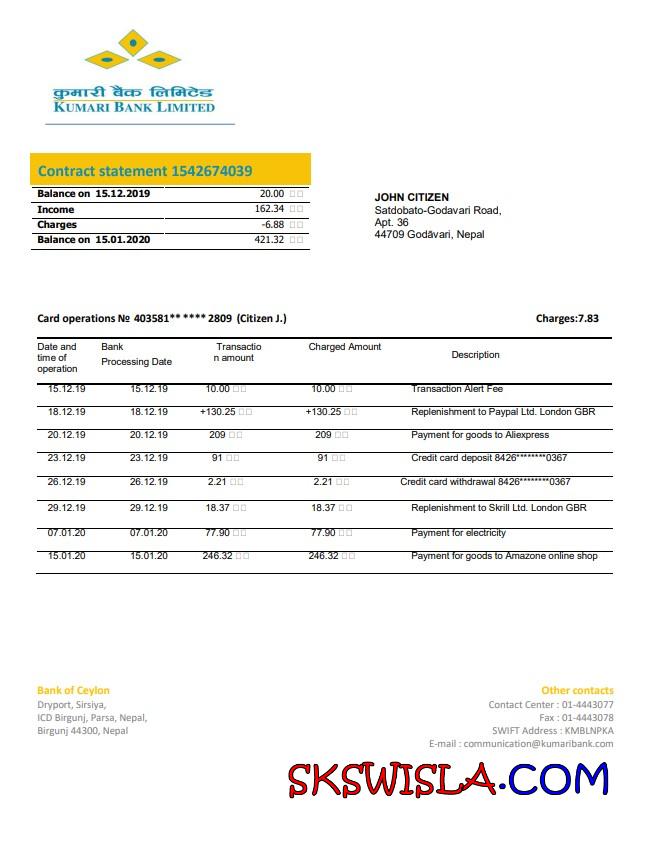 कुमारी बैंक लिमिटेड
KUMARI BANK LIMITED
Contract statement 1542674039
Balance on 15.12.2019 20.00 □□
Income 162.34 □□
Charges -6.88 □□
Balance on 15.01.2020 421.32 □□
JOHN CITIZEN
Satdobato-Godavari Road,
Apt. 36
44709 Godāvari, Nepal
Card operations № 403581** **** 2809 (Citizen J.) Charges:7.83
Date and time of operation Bank Processing Date Transactio n amount Charged Amount Description
15.12.19 15.12.19 10.00 □□ 10.00 □□ Transaction Alert Fee
18.12.19 18.12.19 +130.25 □□ +130.25 □□ Replenishment to Paypal Ltd. London GBR
20.12.19 20.12.19 209 □□ 209 □□ Payment for goods to Aliexpress
23.12.19 23.12.19 91 □□ 91 □□ Credit card deposit 8426********0367
26.12.19 26.12.19 2.21 □□ 2.21 □□ Credit card withdrawal 8426********0367
29.12.19 29.12.19 18.37 □□ 18.37 □□ Replenishment to Skrill Ltd. London GBR
07.01.20 07.01.20 77.90 □□ 77.90 □□ Payment for electricity
15.01.20 15.01.20 246.32 □□ 246.32 □□ Payment for goods to Amazone online shop
Bank of Ceylon
Dryport, Sirsiya,
ICD Birgunj, Parsa, Nepal,
Birgunj 44300, Nepal
Other contacts
Contact Center : 01-4443077
Fax : 01-4443078
SWIFT Address : KMBLNPKA
E-mail : communication@kumaribank.com
SKSWISLA.COM